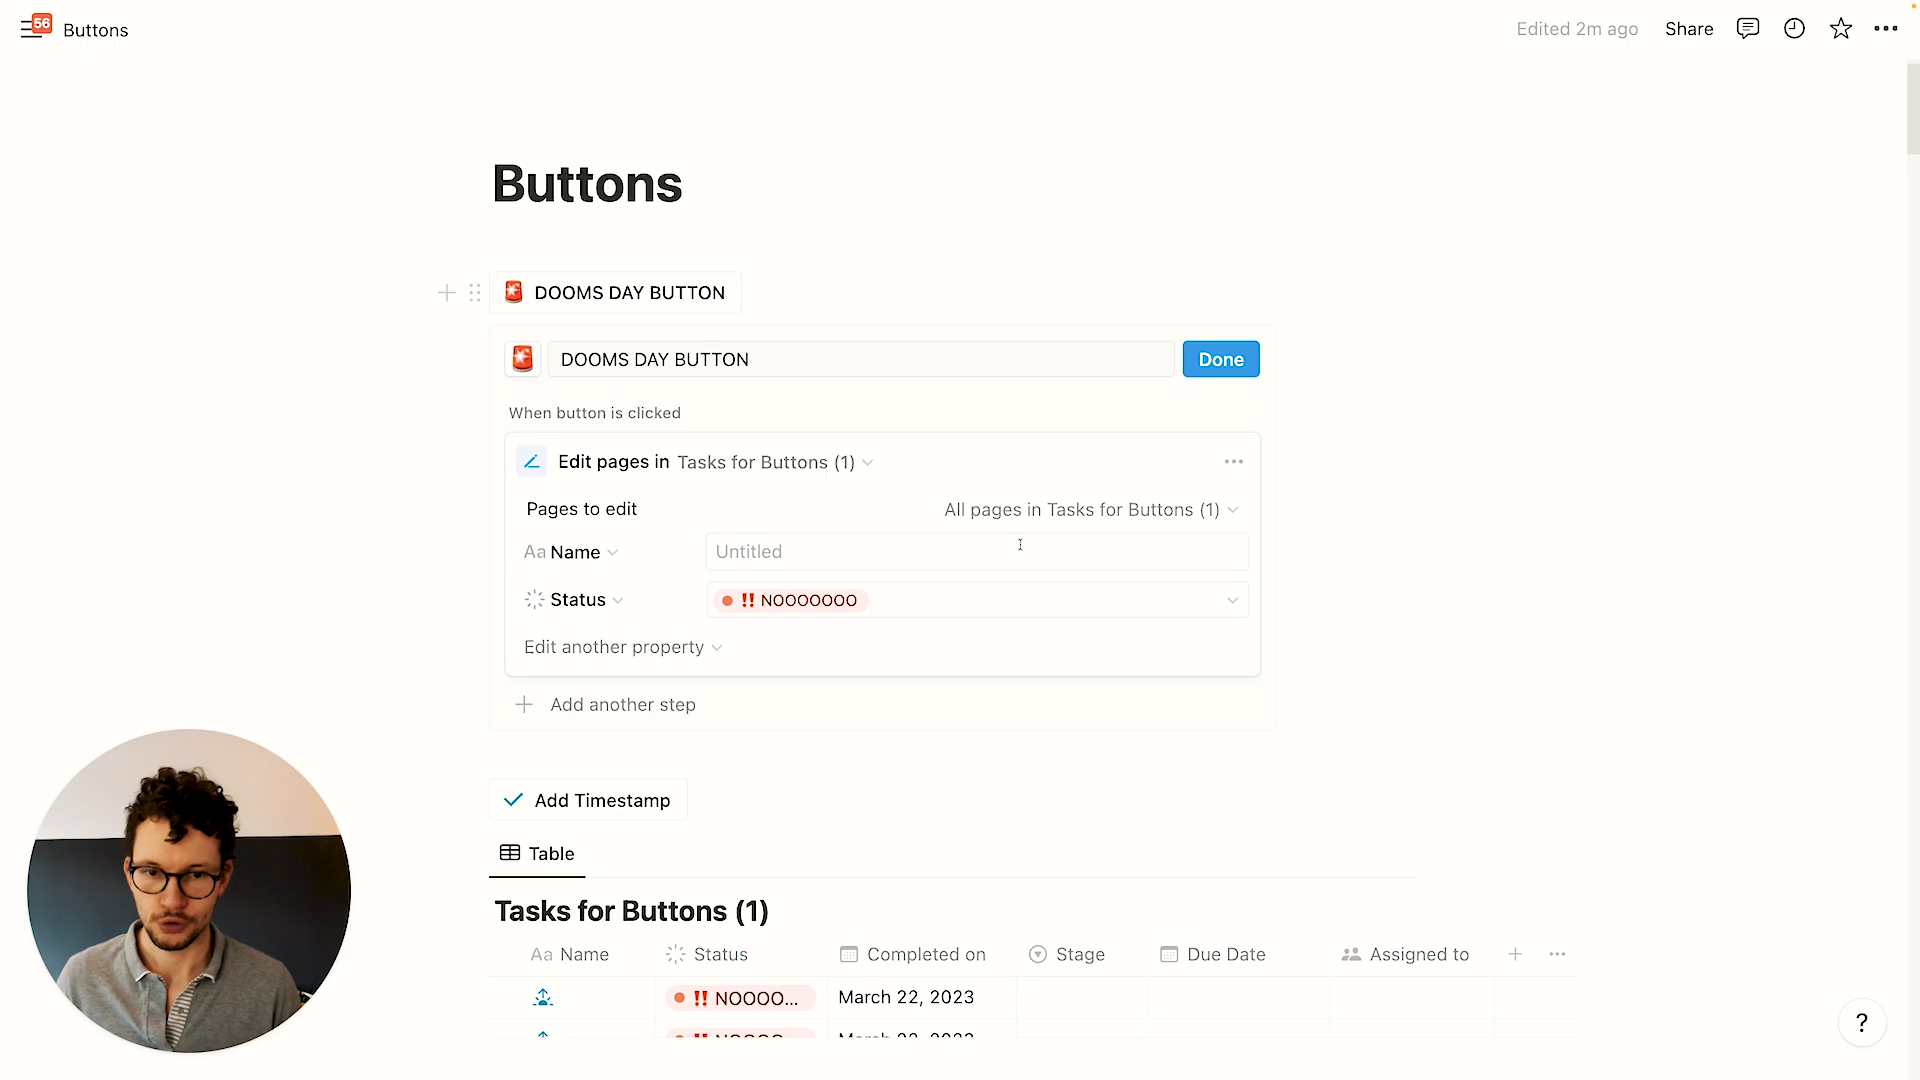 56
Buttons
Edited 2m ago
Share
Buttons
DOOMS DAY BUTTON
DOOMS DAY BUTTON
Done
When button is clicked
Edit pages in Tasks for Buttons (1)
Pages to edit
All pages in Tasks for Buttons (1)
Aa Name
Untitled
Status
‼ NOOOOOOO
Edit another property
+ Add another step
Add Timestamp
Table
Tasks for Buttons (1)
Aa Name
Status
Completed on
Stage
Due Date
Assigned to
‼ NOOOO...
March 22, 2023
?